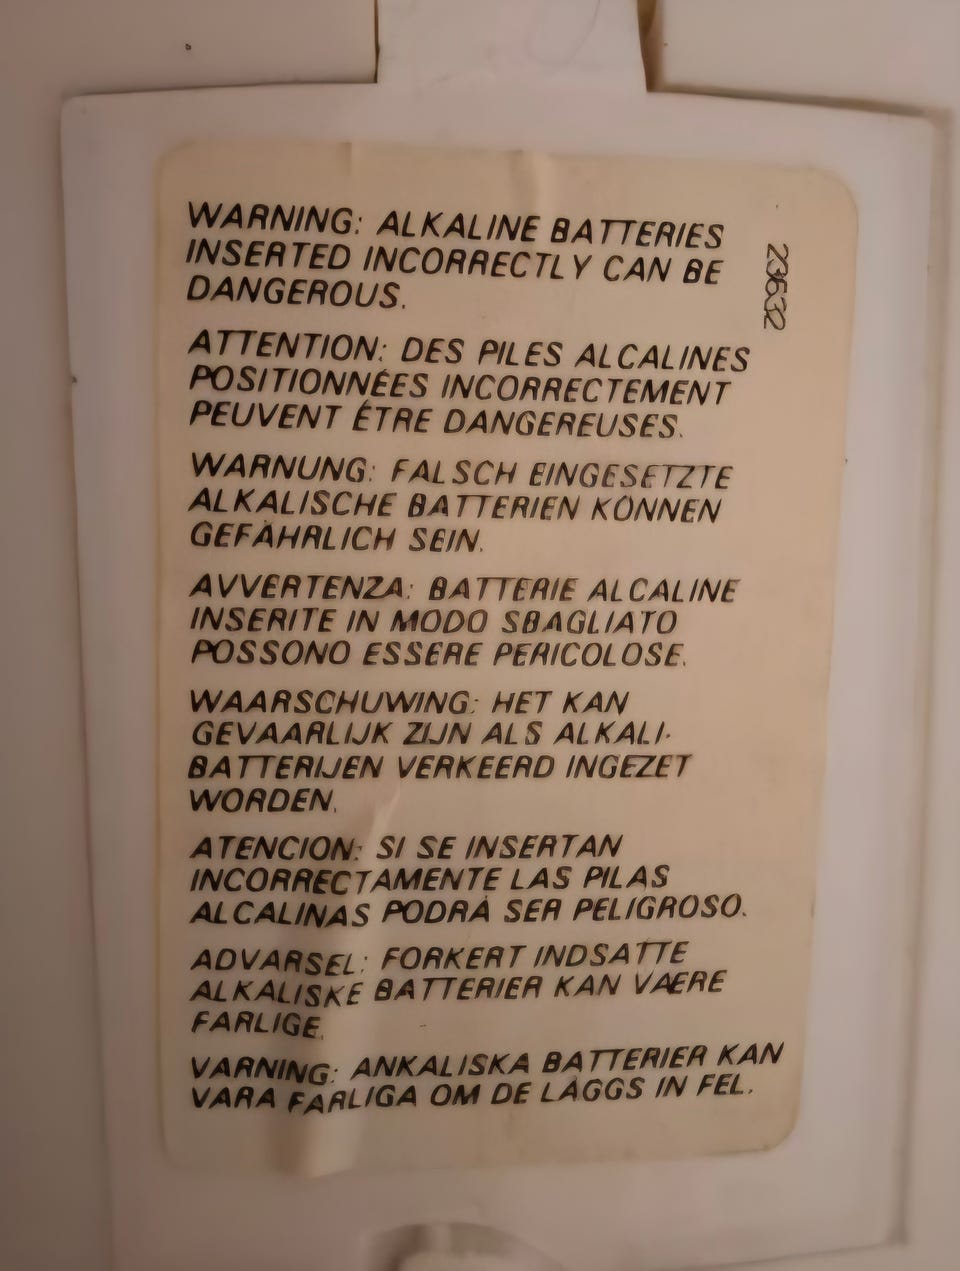 WARNING: ALKALINE BATTERIES
INSERTED INCORRECTLY CAN BE
DANGEROUS.
23632
ATTENTION: DES PILES ALCALINES
POSITIONNÉES INCORRECTEMENT
PEUVENT ÊTRE DANGEREUSES.
WARNUNG: FALSCH EINGESETZTE
ALKALISCHE BATTERIEN KÖNNEN
GEFÄHRLICH SEIN.
AVVERTENZA: BATTERIE ALCALINE
INSERITE IN MODO SBAGLIATO
POSSONO ESSERE PERICOLOSE.
WAARSCHUWING: HET KAN
GEVAARLIJK ZIJN ALS ALKALI-
BATTERIJEN VERKEERD INGEZET
WORDEN.
ATENCION: SI SE INSERTAN
INCORRECTAMENTE LAS PILAS
ALCALINAS PODRÁ SER PELIGROSO.
ADVARSEL: FORKERT INDSATTE
ALKALISKE BATTERIER KAN VÆRE
FARLIGE.
VARNING: ANKALISKA BATTERIER KAN
VARA FARLIGA OM DE LAGGS IN FEL.